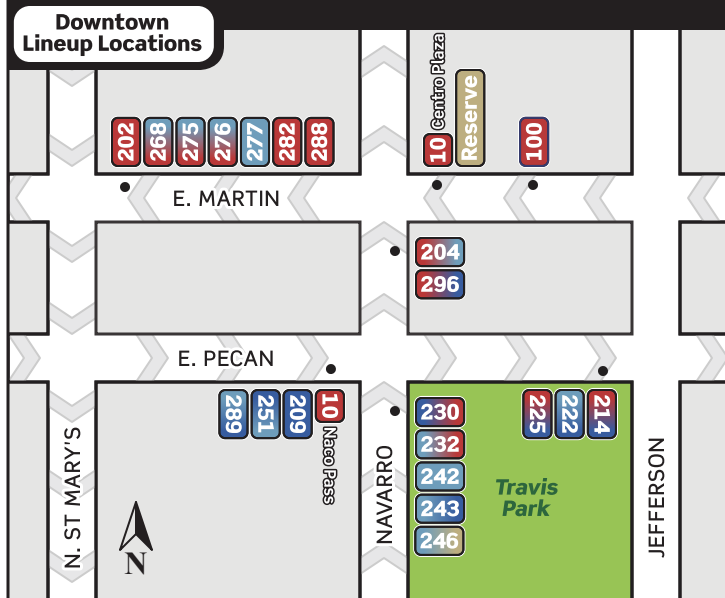 Downtown
Lineup Locations
202
268
275
276
277
282
288
10
Centro Plaza
Reserve
100
E. MARTIN
204
296
E. PECAN
289
251
209
10
Naco Pass
230
232
242
243
246
225
222
214
Travis
Park
N. ST MARY'S
NAVARRO
JEFFERSON
N